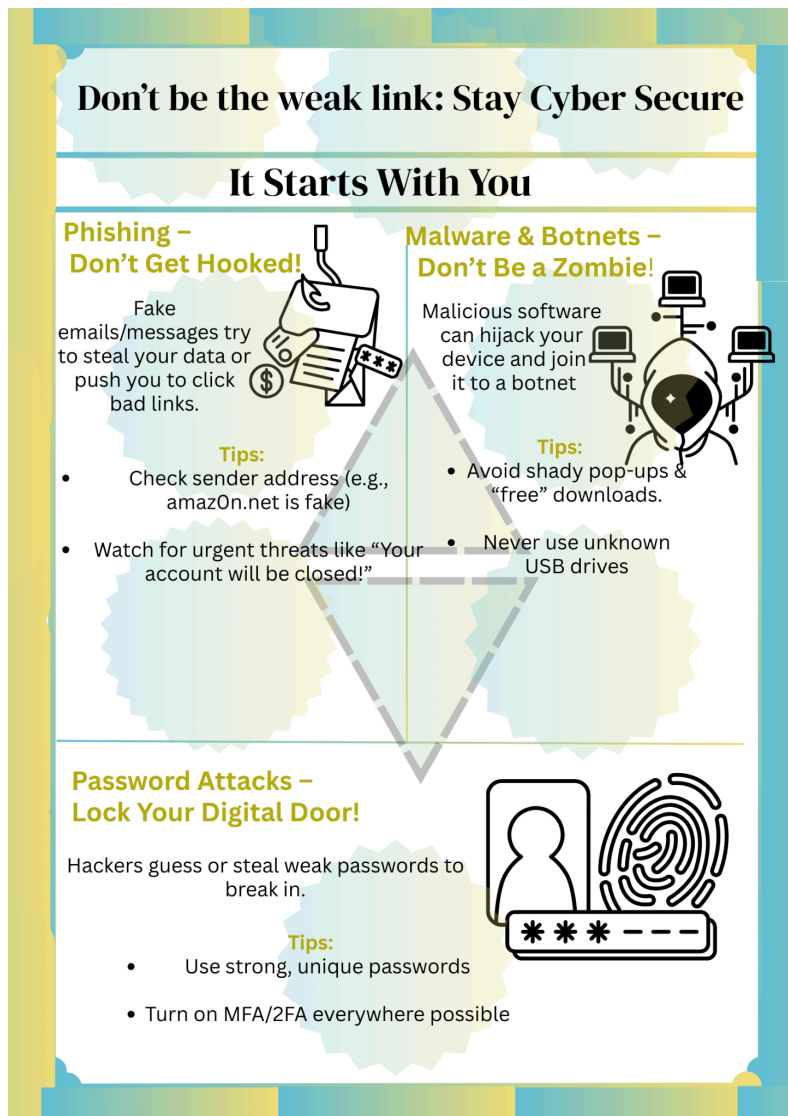 Don't be the weak link: Stay Cyber Secure
It Starts With You
Phishing –
Don't Get Hooked!
Fake
emails/messages try
to steal your data or
push you to click
bad links.
Tips:
• Check sender address (e.g.,
amaz0n.net is fake)
• Watch for urgent threats like “Your
account will be closed!”
Malware & Botnets –
Don't Be a Zombie!
Malicious software
can hijack your
device and join
it to a botnet
Tips:
• Avoid shady pop-ups &
“free” downloads.
• Never use unknown
USB drives
Password Attacks –
Lock Your Digital Door!
Hackers guess or steal weak passwords to
break in.
Tips:
• Use strong, unique passwords
• Turn on MFA/2FA everywhere possible